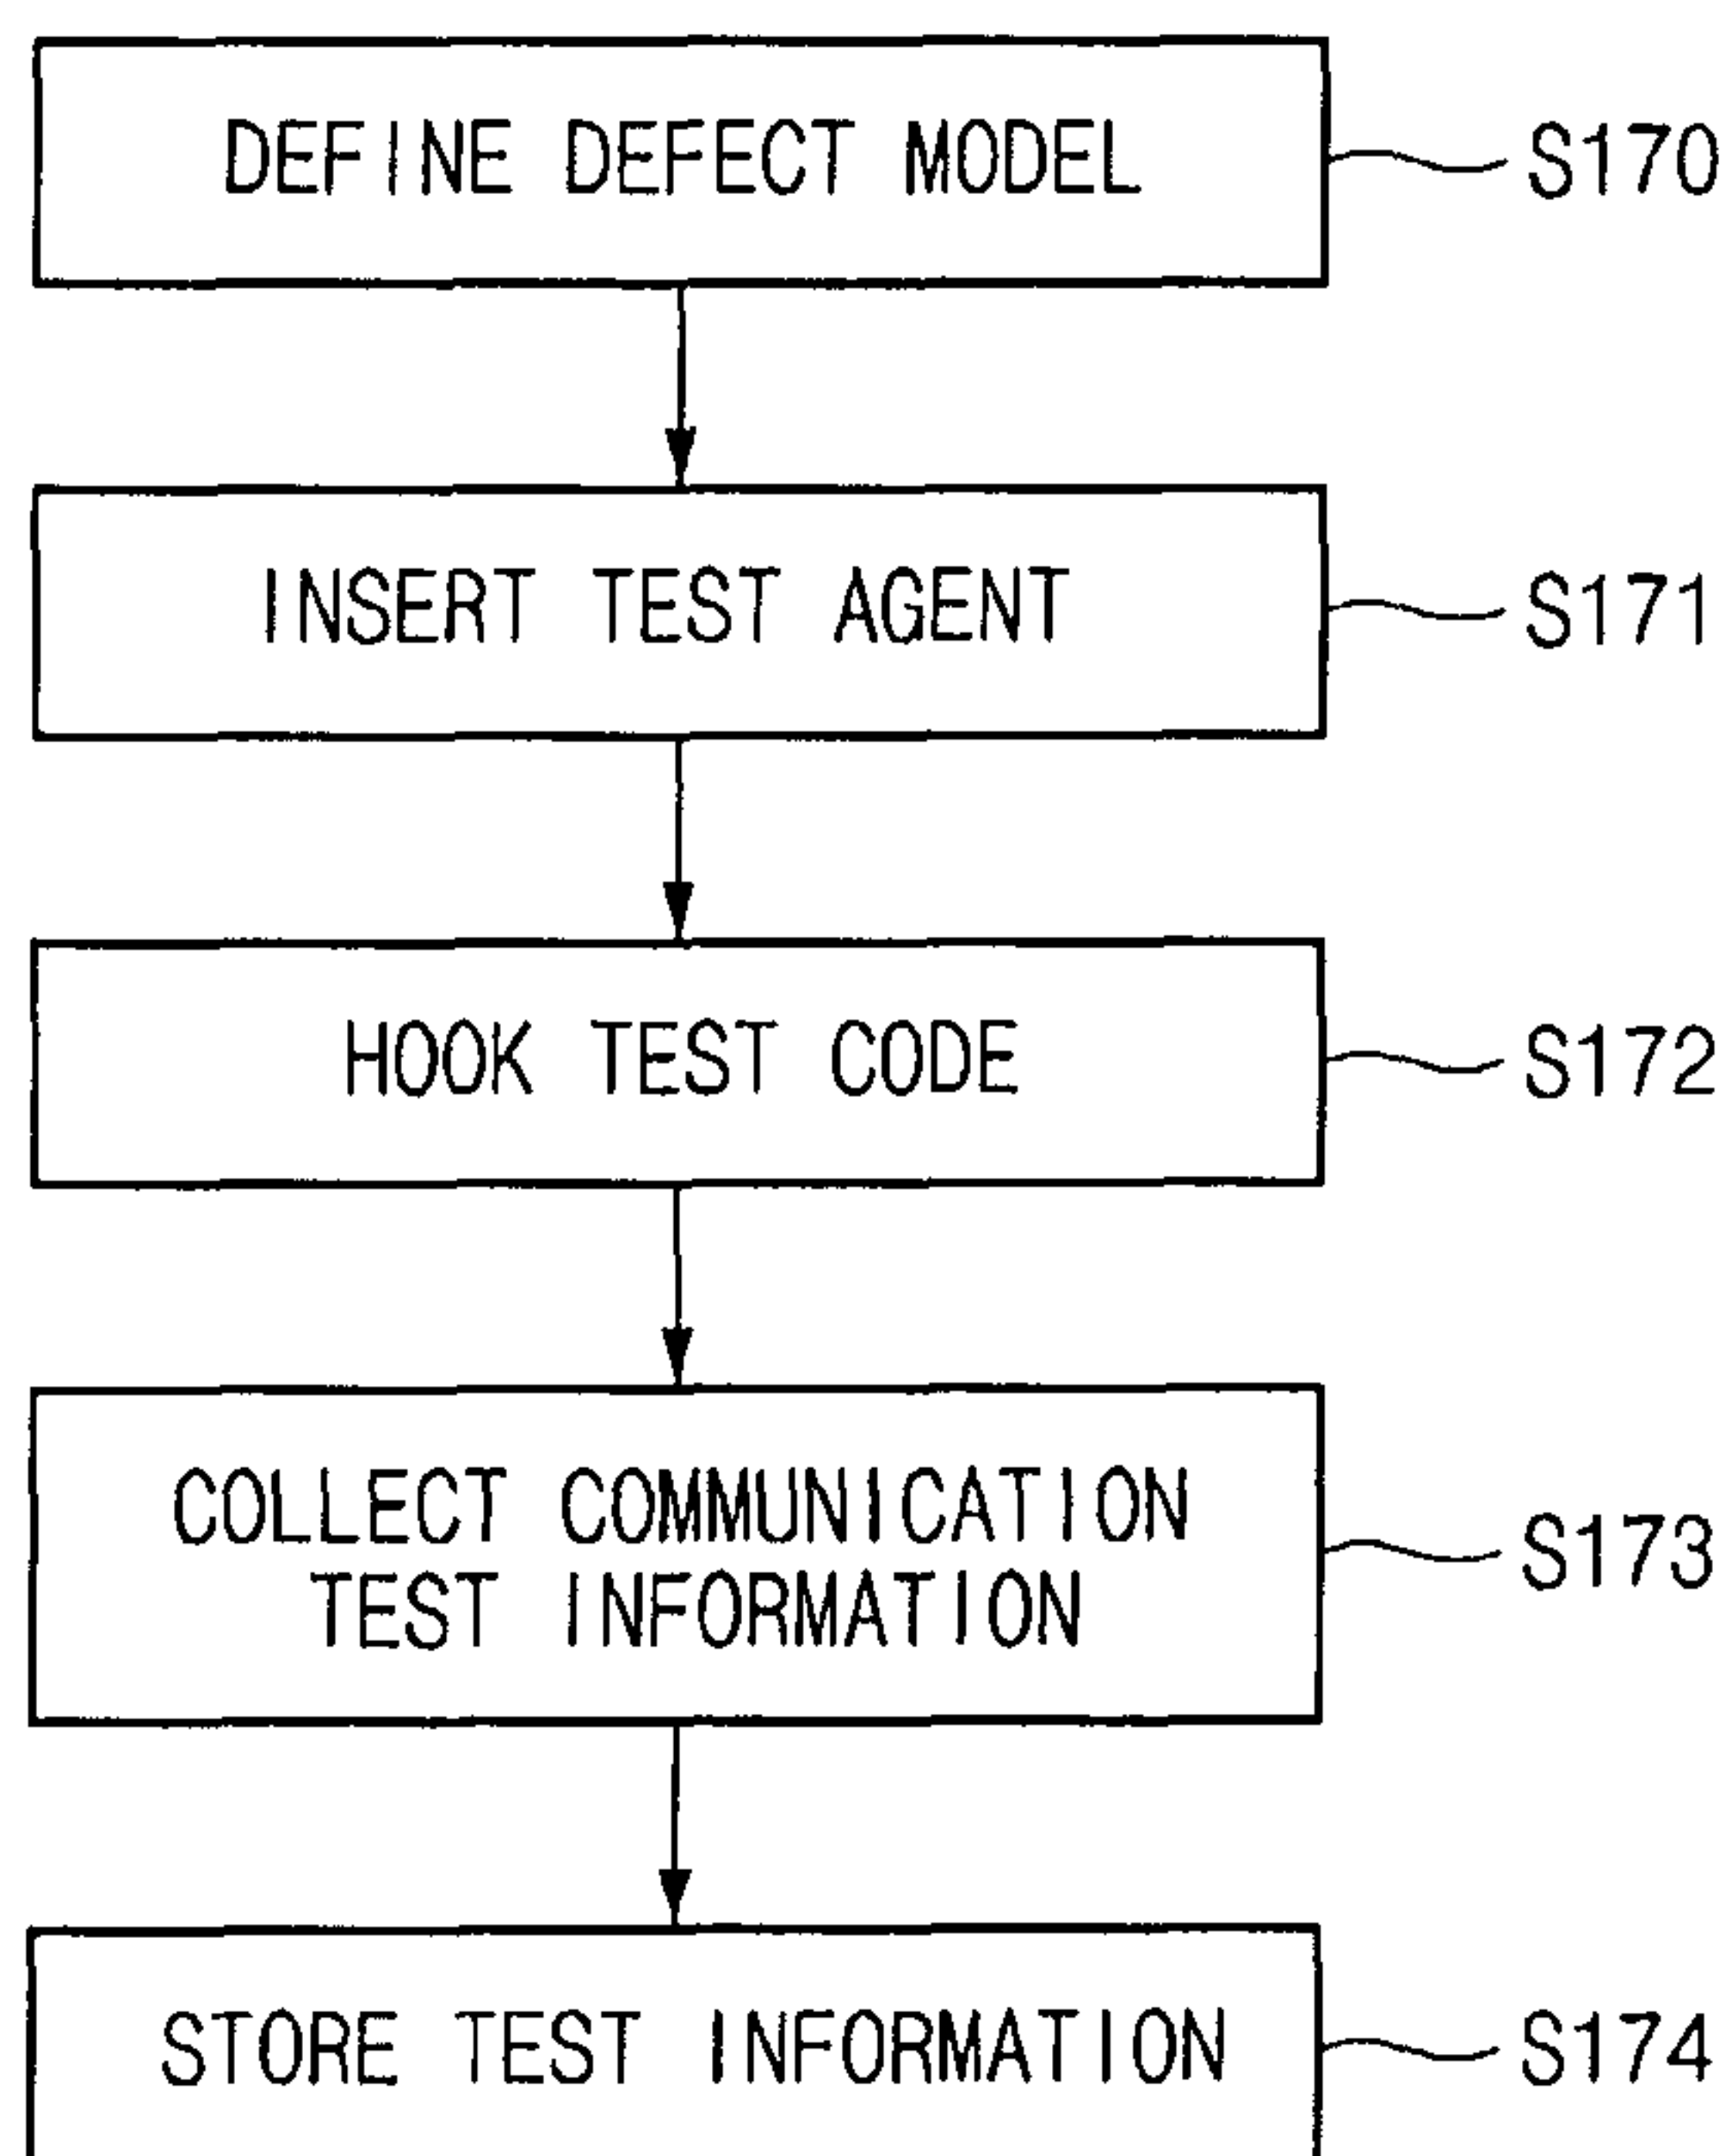 DEFINE DEFECT MODEL
S170
INSERT TEST AGENT
S171
HOOK TEST CODE
S172
COLLECT COMMUNICATION
TEST INFORMATION
S173
STORE TEST INFORMATION
S174